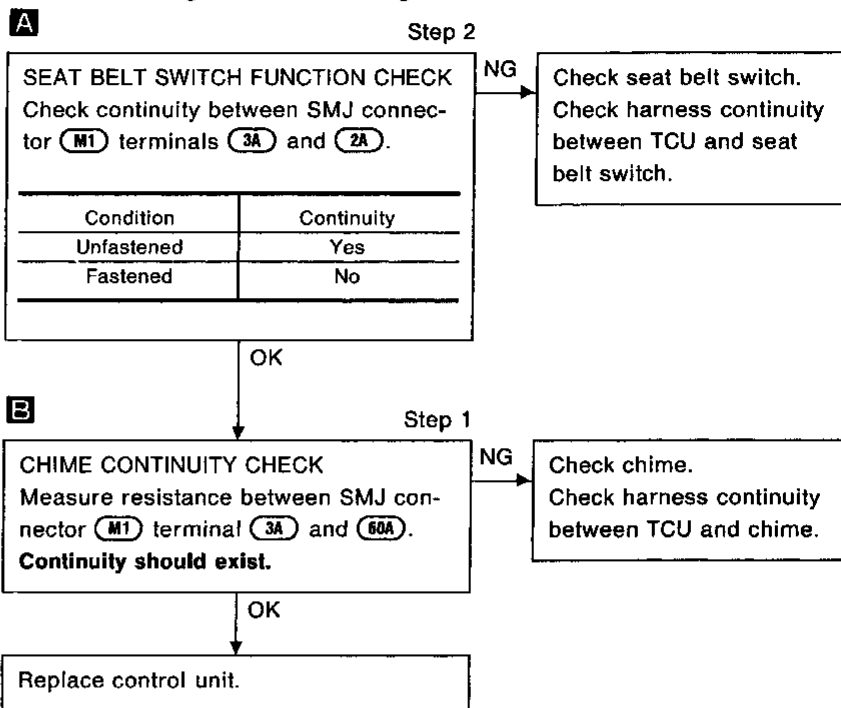 A
Step 2
SEAT BELT SWITCH FUNCTION CHECK
Check continuity between SMJ connec-
tor M1 terminals 3A and 2A.
Condition Continuity
Unfastened Yes
Fastened No
NG
Check seat belt switch.
Check harness continuity
between TCU and seat
belt switch.
OK
B
Step 1
CHIME CONTINUITY CHECK
Measure resistance between SMJ con-
nector M1 terminal 3A and 60A.
Continuity should exist.
NG
Check chime.
Check harness continuity
between TCU and chime.
OK
Replace control unit.